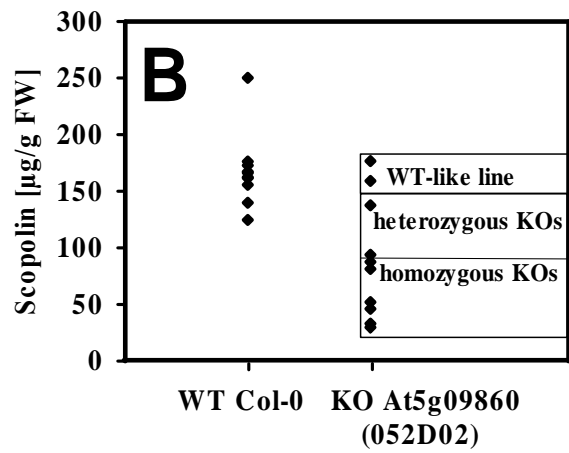 300
250
200
150
100
50
0
Scopolin [µg/g FW]
B
WT-like line
heterozygous KOs
homozygous KOs
WT Col-0 KO At5g09860
(052D02)